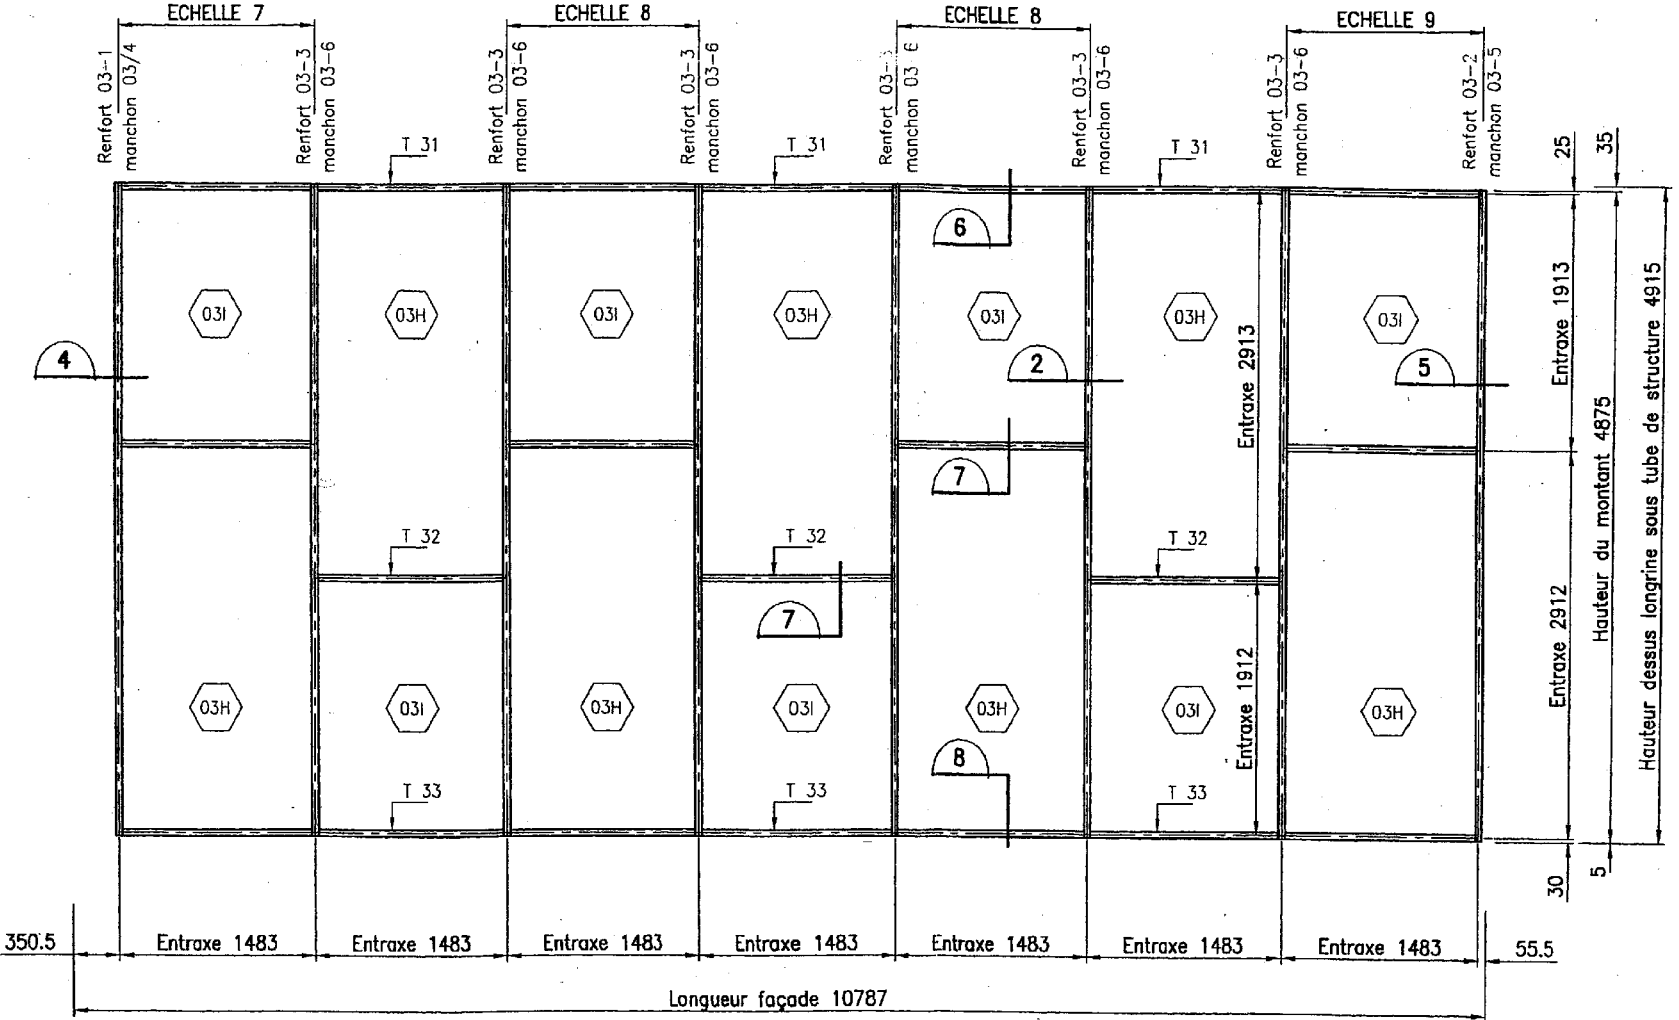 ECHELLE 7
ECHELLE 8
ECHELLE 8
ECHELLE 9
Renfort 03-1
manchon 03/4
Renfort 03-3
manchon 03-6
Renfort 03-3
manchon 03-6
Renfort 03-3
manchon 03-6
Renfort 03-3
manchon 03 6
Renfort 03-3
manchon 03-6
Renfort 03-3
manchon 03-6
Renfort 03-2
manchon 03-5
T 31
T 31
T 31
25
35
6
03I
03H
03I
03H
03I
03H
03I
4
2
5
Entraxe 2913
Entraxe 1913
Hauteur du montant 4875
Hauteur dessus longrine sous tube de structure 4915
7
T 32
T 32
T 32
7
Entraxe 1912
Entraxe 2912
03H
03I
03H
03I
03H
03I
03H
8
T 33
T 33
T 33
30
5
350.5
Entraxe 1483
Entraxe 1483
Entraxe 1483
Entraxe 1483
Entraxe 1483
Entraxe 1483
Entraxe 1483
55.5
Longueur façade 10787